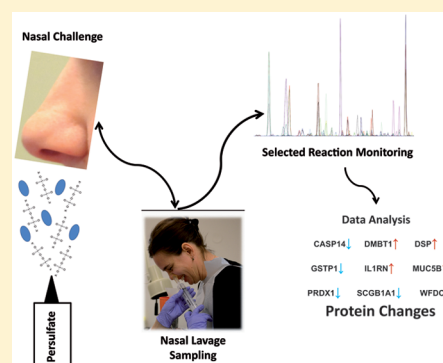 Nasal Challenge
Persulfate
Nasal Lavage
Sampling
Selected Reaction Monitoring
Data Analysis
CASP14↓ DMBT1↑ DSP↑
GSTP1↓ IL1RN↑ MUC5B
PRDX1↓ SCGB1A1↓ WFDC
Protein Changes